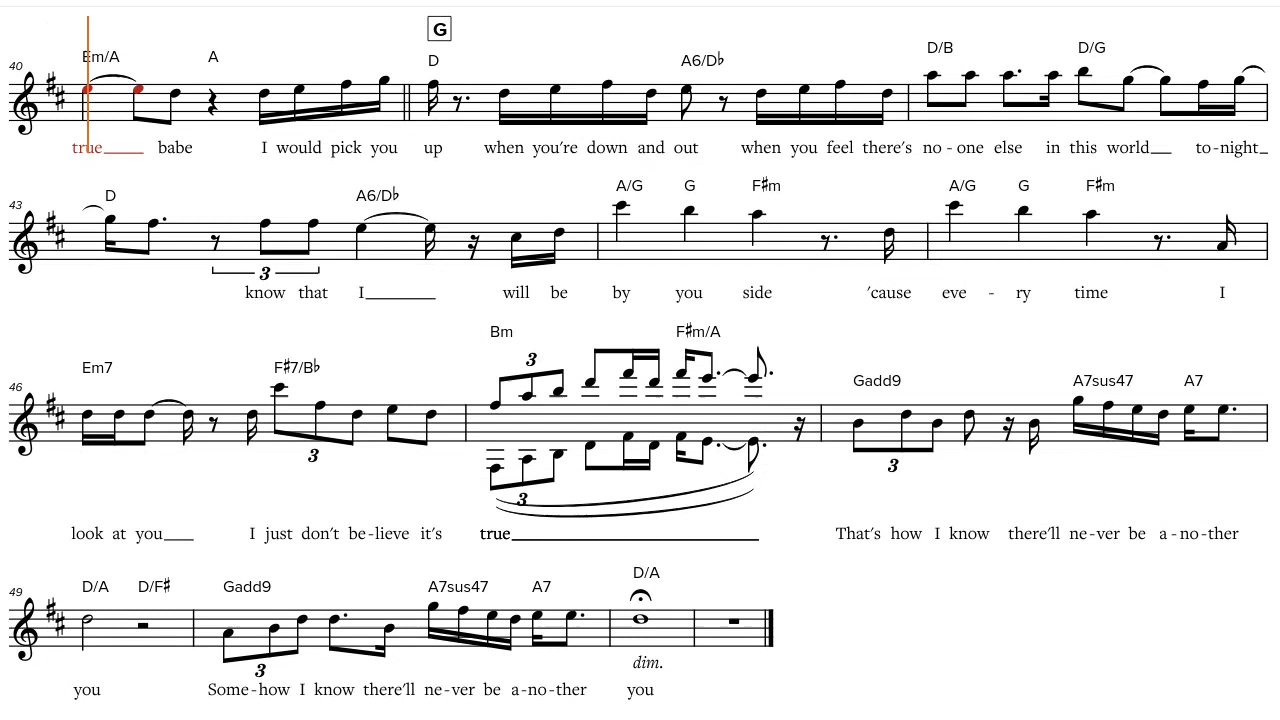 G
Em/A A D A6/D♭ D/B D/G
40
true babe I would pick you up when you're down and out when you feel there's no - one else in this world to-night
D A6/D♭ A/G G F♯m A/G G F♯m
43
3
know that I will be by you side 'cause eve - ry time I
Em7 F♯7/B♭ Bm F♯m/A Gadd9 A7sus47 A7
46
3 3 3 3
look at you I just don't be-lieve it's true That's how I know there'll ne-ver be a-no-ther
D/A D/F♯ Gadd9 A7sus47 A7 D/A
49
3
dim.
you Some-how I know there'll ne-ver be a-no-ther you